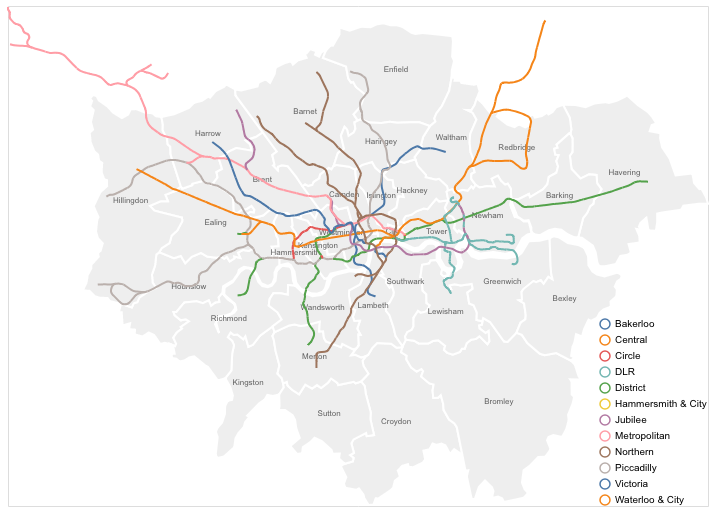 Enfield
Barnet
Harrow
Haringey
Waltham
Redbridge
Havering
Brent
Camden
Islington
Hackney
Barking
Hillingdon
Ealing
Newham
Tower
Westminster
Kensington
Hammersmith
Hounslow
Southwark
Greenwich
Bexley
Wandsworth
Lambeth
Lewisham
Richmond
Merton
Kingston
Sutton
Croydon
Bromley
Bakerloo
Central
Circle
DLR
District
Hammersmith & City
Jubilee
Metropolitan
Northern
Piccadilly
Victoria
Waterloo & City